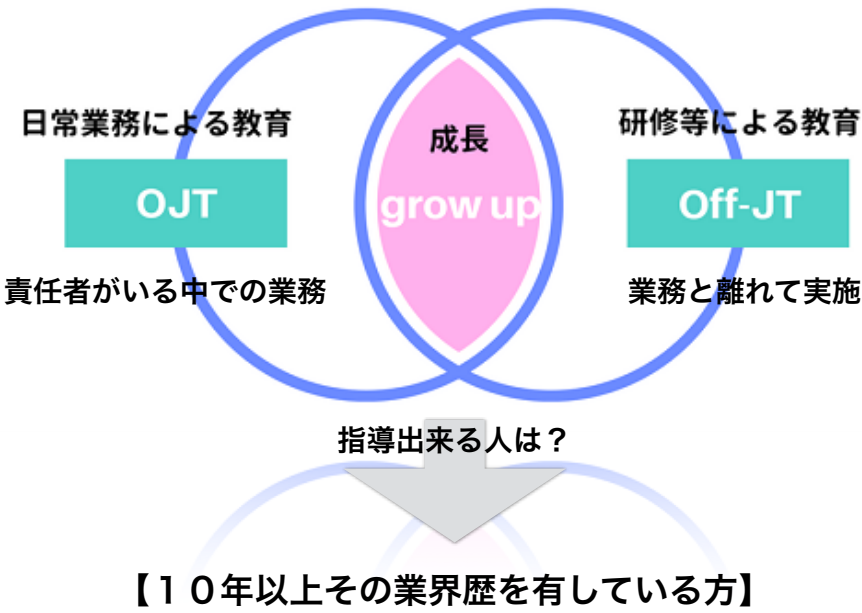 日常業務による教育
OJT
責任者がいる中での業務
成長
grow up
研修等による教育
Off-JT
業務と離れて実施
指導出来る人は？
【１０年以上その業界歴を有している方】